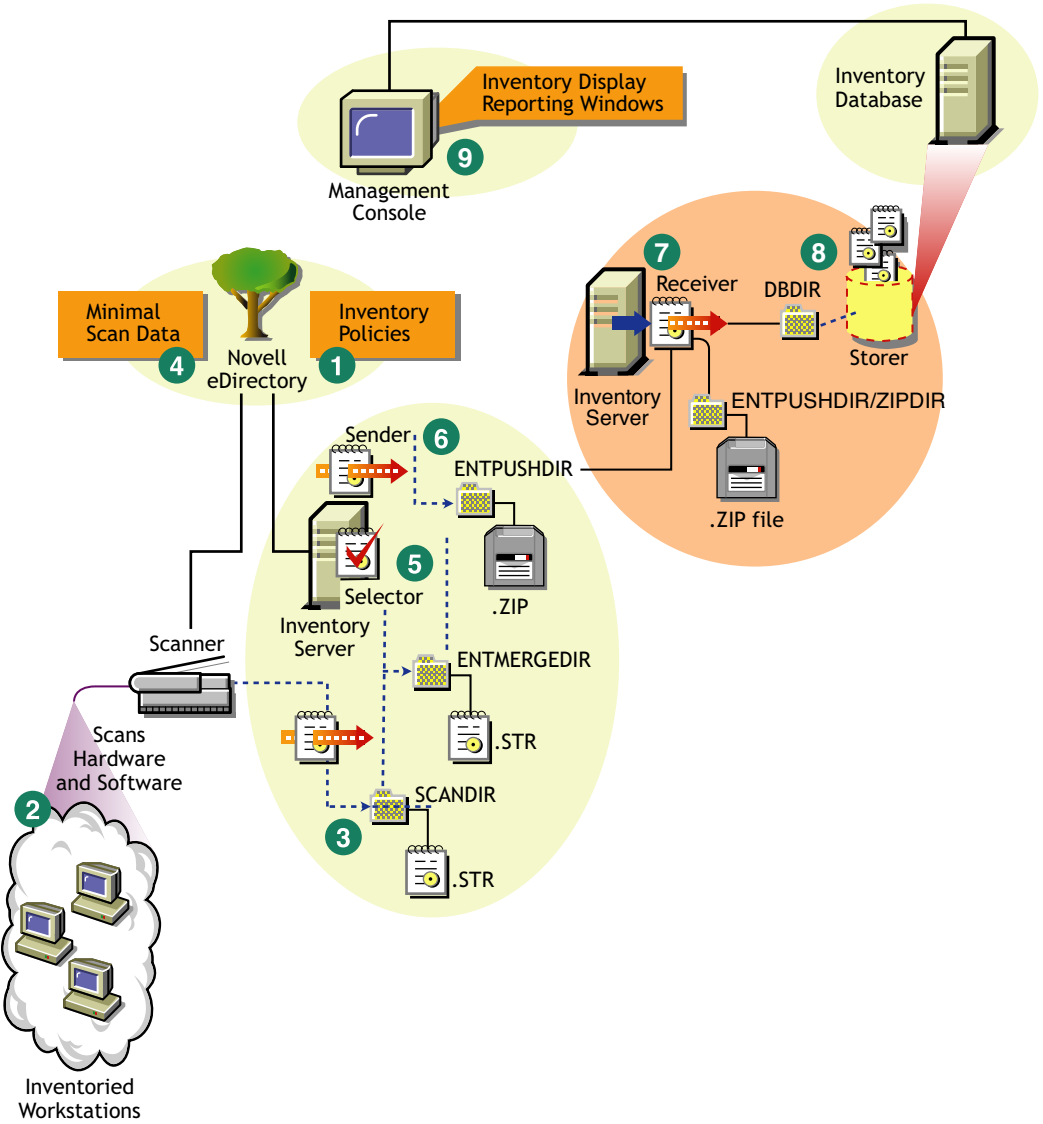 Inventory Display
Reporting Windows
Inventory
Database
9
Management
Console
7
8
Receiver
DBDIR
Storer
Inventory
Server
ENTPUSHDIR/ZIPDIR
.ZIP file
Minimal
Scan Data
4
Inventory
Policies
1
Novell
eDirectory
Sender
6
ENTPUSHDIR
.ZIP
5
Selector
Inventory
Server
Scanner
ENTMERGEDIR
.STR
Scans
Hardware
and Software
SCANDIR
3
.STR
2
Inventoried
Workstations